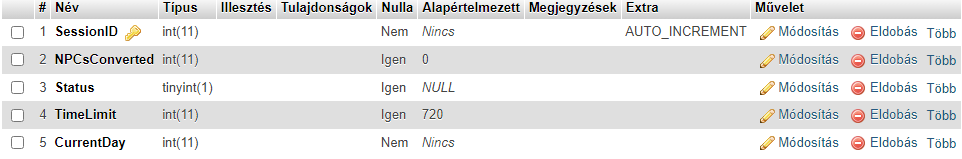 # Név Típus Illesztés Tulajdonságok Nulla Alapértelmezett Megjegyzések Extra Művelet
1 SessionID int(11) Nem Nincs AUTO_INCREMENT Módosítás Eldobás Több
2 NPCsConverted int(11) Igen 0 Módosítás Eldobás Több
3 Status tinyint(1) Igen NULL Módosítás Eldobás Több
4 TimeLimit int(11) Igen 720 Módosítás Eldobás Több
5 CurrentDay int(11) Nem Nincs Módosítás Eldobás Több